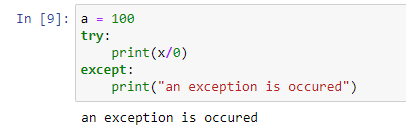 In [9]: a = 100
try:
    print(x/0)
except:
    print("an exception is occured")
an exception is occured